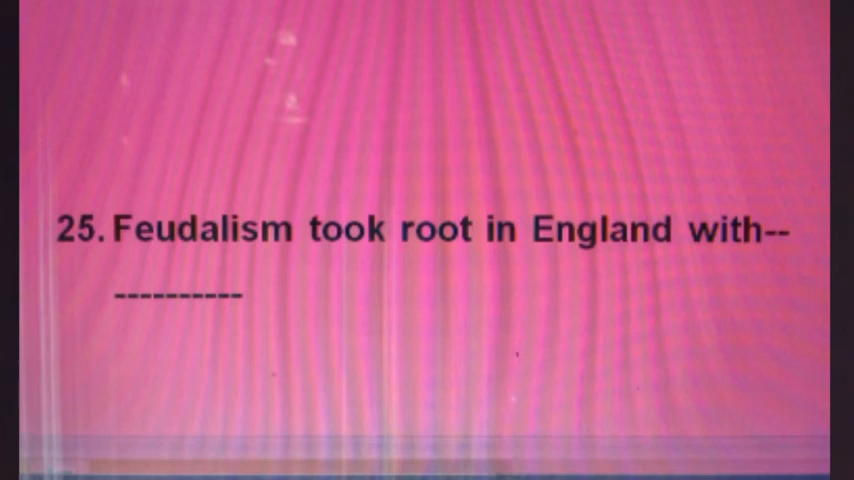 25. Feudalism took root in England with--
----------